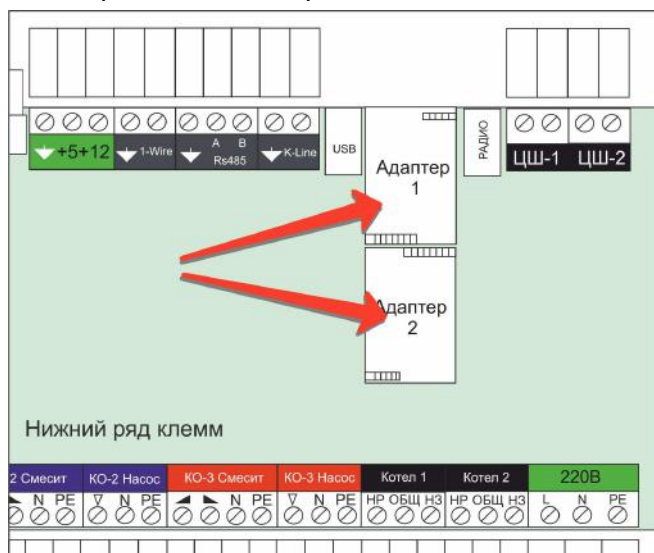 +5+12 1-Wire A B Rs485 K-Line USB Адаптер 1 РАДИО ЦШ-1 ЦШ-2
Адаптер
2
Нижний ряд клемм
2 Смесит КО-2 Насос КО-3 Смесит КО-3 Насос Котел 1 Котел 2 220В
N PE N PE N PE N PE НР ОБЩ НЗ НР ОБЩ НЗ L N PE